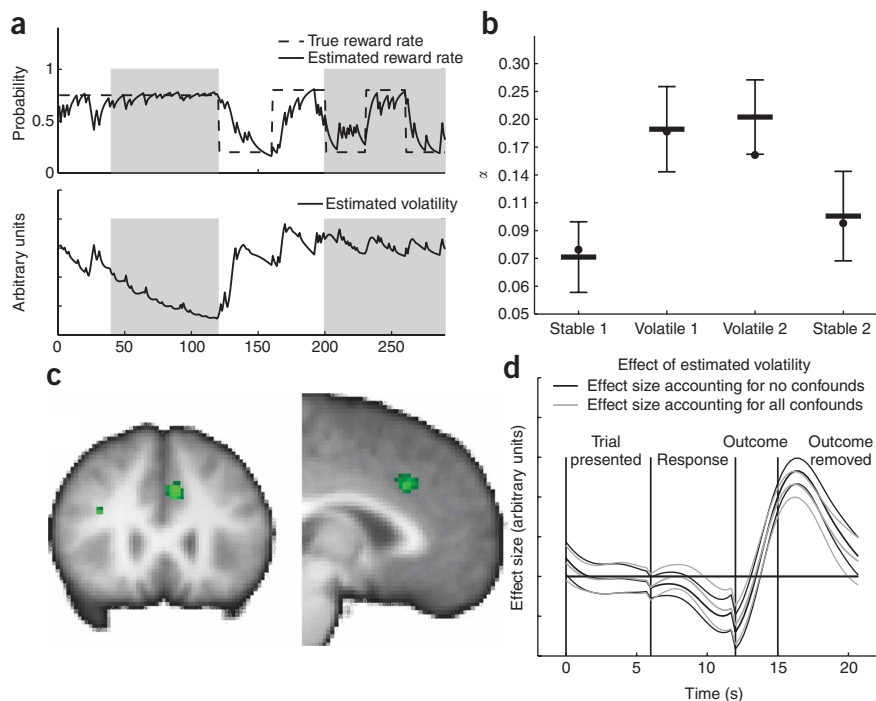 a
True reward rate
Estimated reward rate
Probability
1
0.5
0
Estimated volatility
Arbitrary units
0 50 100 150 200 250
b
α
0.30
0.25
0.20
0.17
0.14
0.11
0.09
0.07
0.05
Stable 1 Volatile 1 Volatile 2 Stable 2
c
d
Effect of estimated volatility
Effect size accounting for no confounds
Effect size accounting for all confounds
Trial presented
Response
Outcome
Outcome removed
Effect size (arbitrary units)
0 5 10 15 20
Time (s)